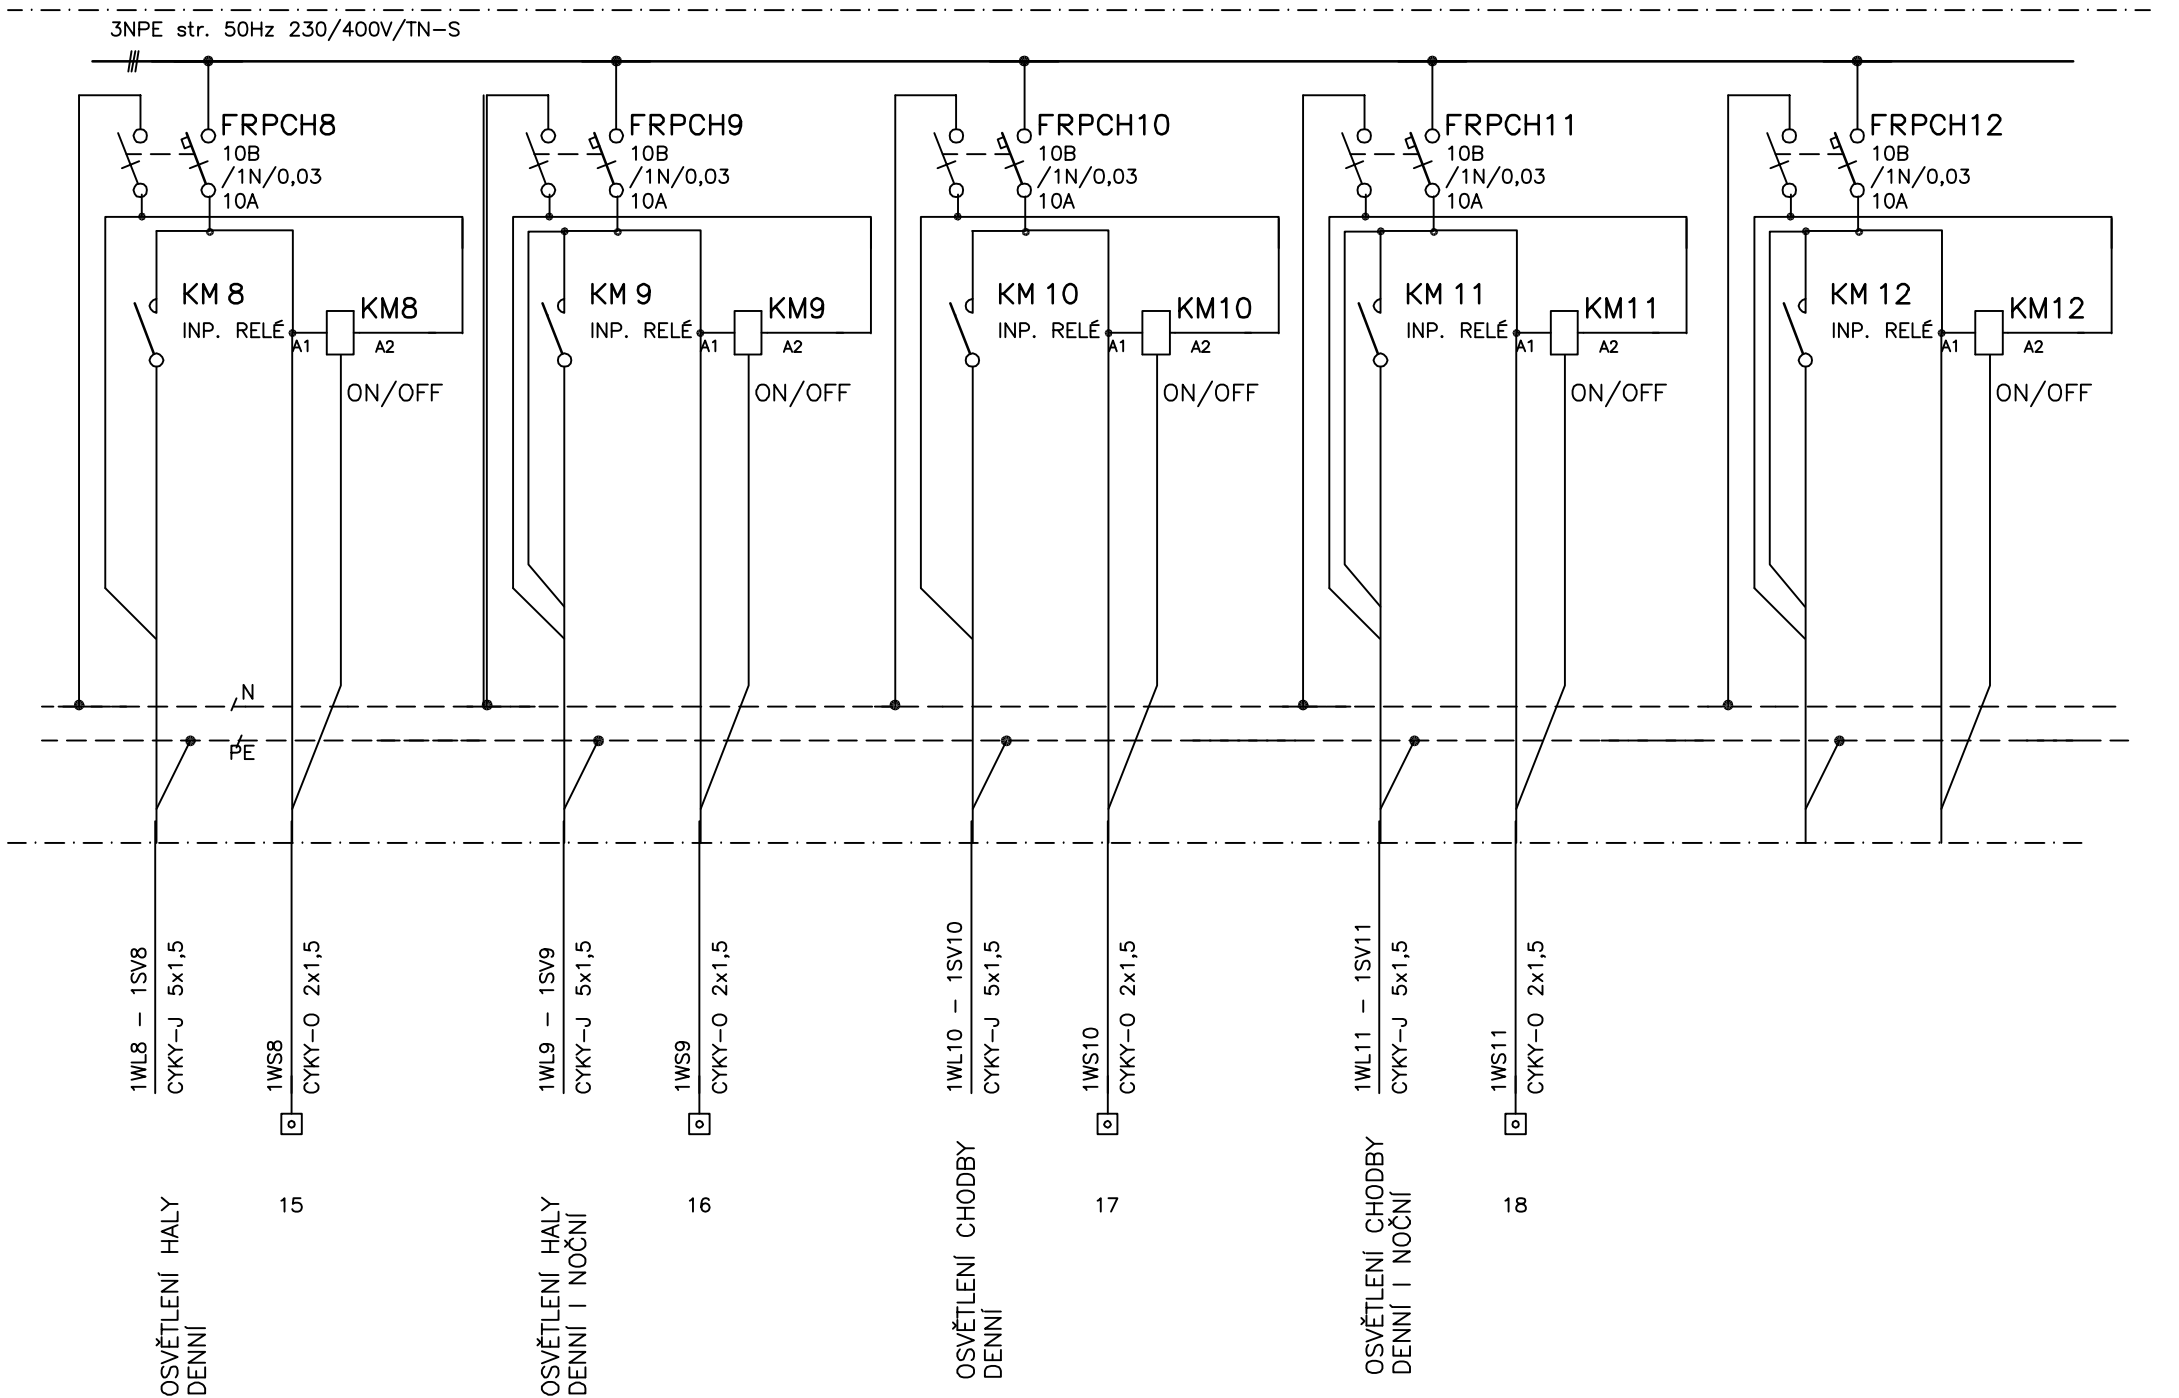 3NPE str. 50Hz 230/400V/TN-S
FRPCH8
10B
/1N/0,03
10A
KM 8
INP. RELÉ
A1
KM8
A2
ON/OFF
FRPCH9
10B
/1N/0,03
10A
KM 9
INP. RELÉ
A1
KM9
A2
ON/OFF
FRPCH10
10B
/1N/0,03
10A
KM 10
INP. RELÉ
A1
KM10
A2
ON/OFF
FRPCH11
10B
/1N/0,03
10A
KM 11
INP. RELÉ
A1
KM11
A2
ON/OFF
FRPCH12
10B
/1N/0,03
10A
KM 12
INP. RELÉ
A1
KM12
A2
ON/OFF
N
PE
1WL8 - 1SV8
CYKY-J 5x1,5
1WS8
CYKY-O 2x1,5
1WL9 - 1SV9
CYKY-J 5x1,5
1WS9
CYKY-O 2x1,5
1WL10 - 1SV10
CYKY-J 5x1,5
1WS10
CYKY-O 2x1,5
1WL11 - 1SV11
CYKY-J 5x1,5
1WS11
CYKY-O 2x1,5
OSVĚTLENÍ HALY
DENNÍ
15
OSVĚTLENÍ HALY
DENNÍ I NOČNÍ
16
OSVĚTLENÍ CHODBY
DENNÍ
17
OSVĚTLENÍ CHODBY
DENNÍ I NOČNÍ
18